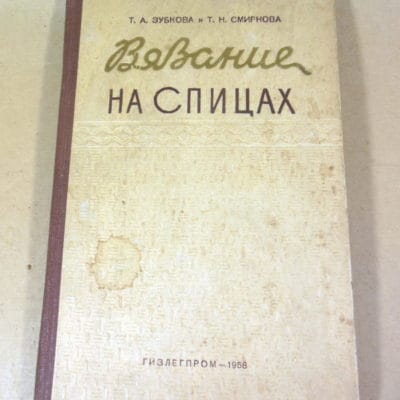 Т. А. ЗУБКОВА и Т. Н. СМИРНОВА
Вязание
НА СПИЦАХ
ГИЗЛЕГПРОМ—1958